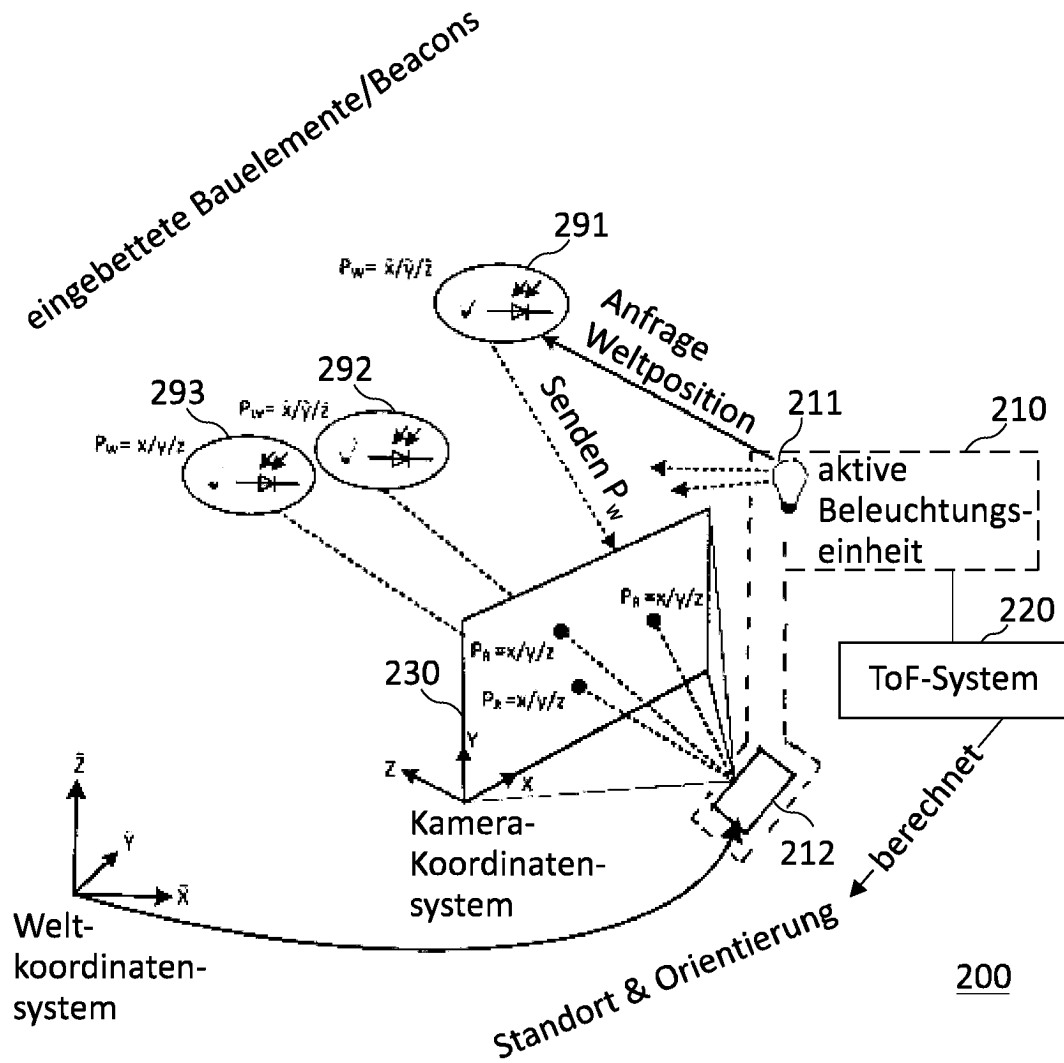 eingebettete Bauelemente/Beacons
291
P_W = x̃/ỹ/z̃
Anfrage
Weltposition
292
293
P_W = x/y/z
Senden P_W
211
210
aktive
Beleuchtungs-
einheit
P_R = x/y/z
P_R = x/y/z
P_R = x/y/z
220
ToF-System
230
Y
Z
X
Kamera-
Koordinaten-
system
212
berechnet
Z̃
Ỹ
X̃
Welt-
koordinaten-
system
Standort & Orientierung
200